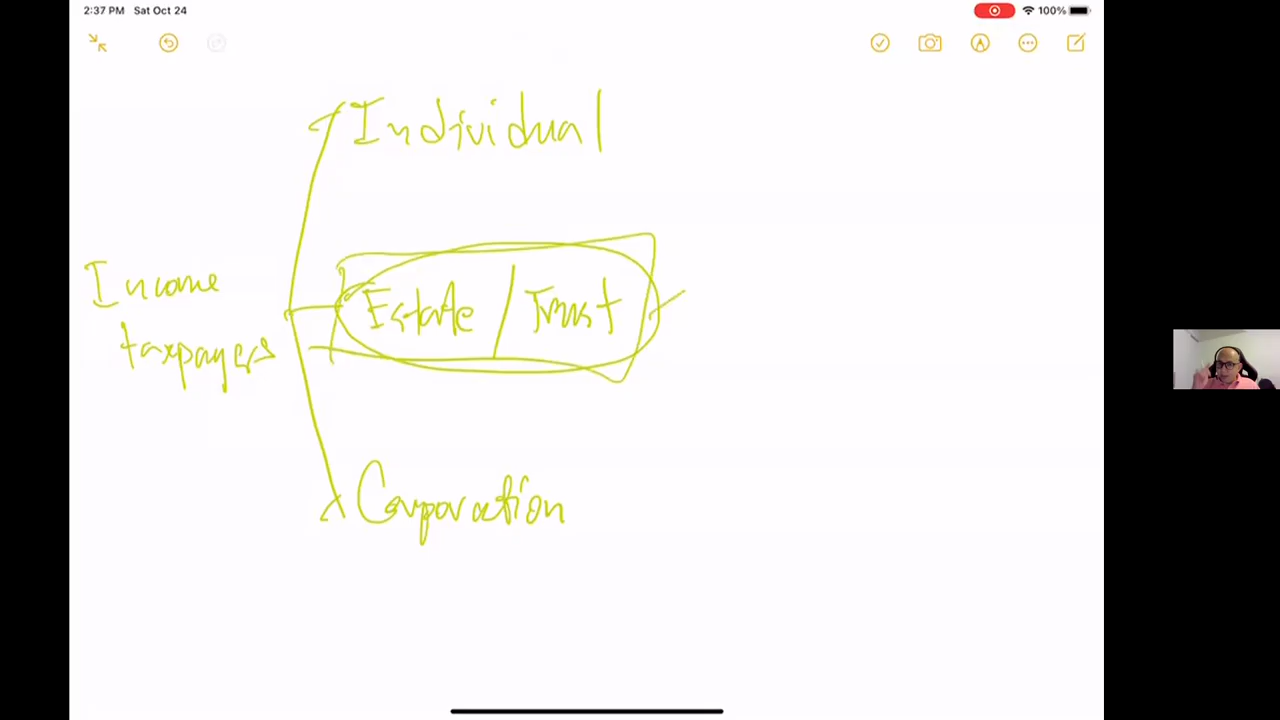 2:37 PM Sat Oct 24
100%
Individual
Income
taxpayers
Estate / Trust
Corporation